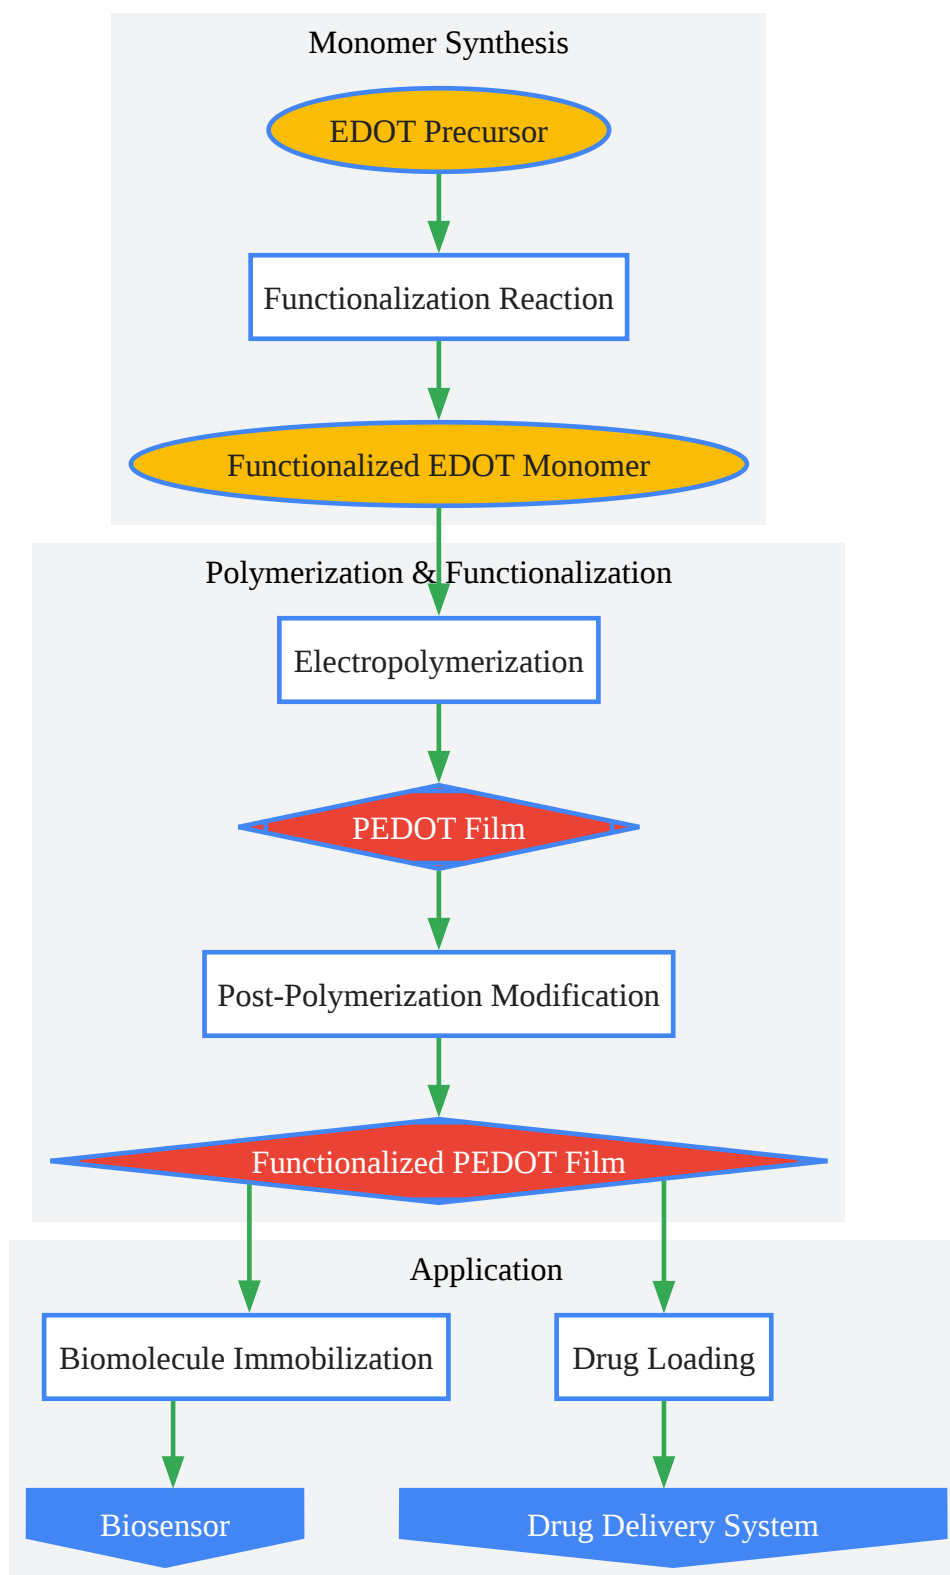 Monomer Synthesis
EDOT Precursor
Functionalization Reaction
Functionalized EDOT Monomer
Polymerization & Functionalization
Electropolymerization
PEDOT Film
Post-Polymerization Modification
Functionalized PEDOT Film
Application
Biomolecule Immobilization
Drug Loading
Biosensor
Drug Delivery System